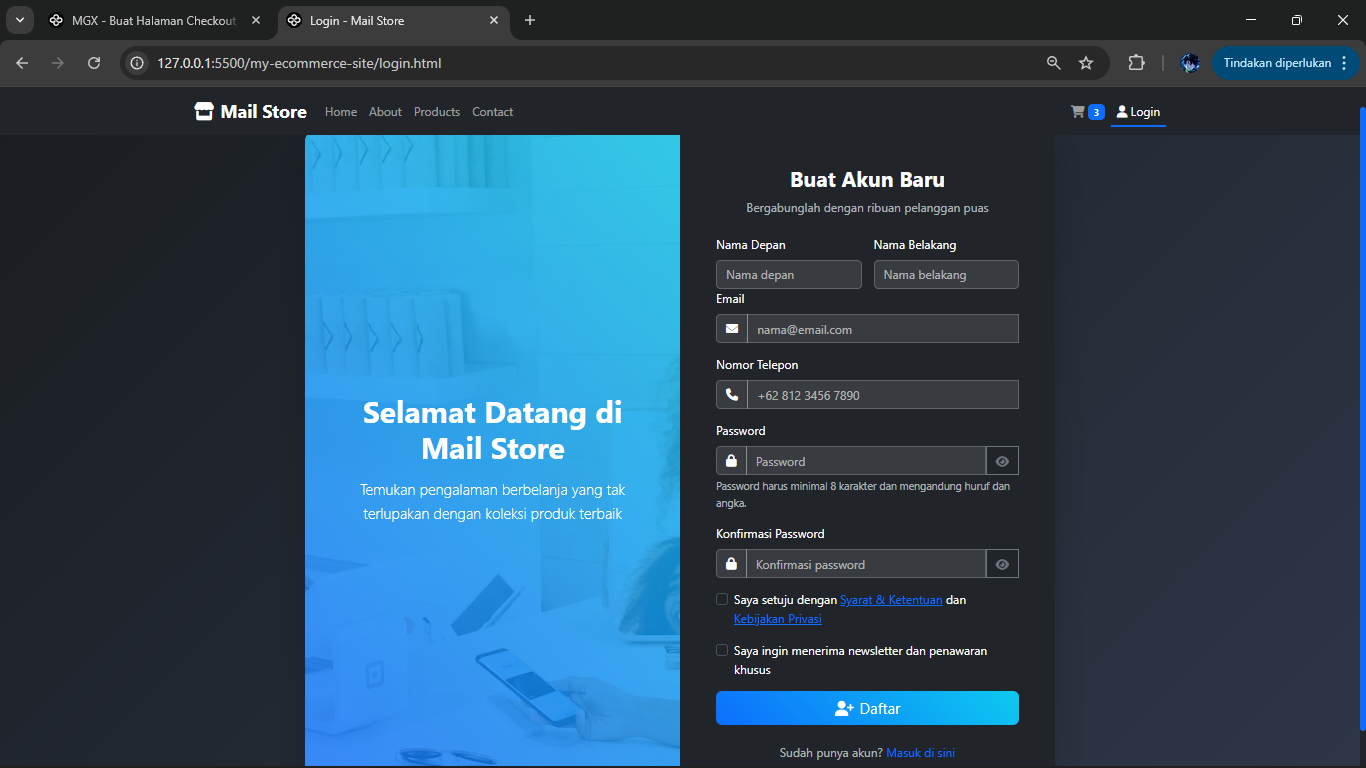 MGX - Buat Halaman Checkout
Login - Mail Store
127.0.0.1:5500/my-ecommerce-site/login.html
Tindakan diperlukan
Mail Store
Home
About
Products
Contact
3
Login
Selamat Datang di
Mail Store
Temukan pengalaman berbelanja yang tak
terlupakan dengan koleksi produk terbaik
Buat Akun Baru
Bergabunglah dengan ribuan pelanggan puas
Nama Depan
Nama Belakang
Nama depan
Nama belakang
Email
nama@email.com
Nomor Telepon
+62 812 3456 7890
Password
Password
Password harus minimal 8 karakter dan mengandung huruf dan
angka.
Konfirmasi Password
Konfirmasi password
Saya setuju dengan Syarat & Ketentuan dan
Kebijakan Privasi
Saya ingin menerima newsletter dan penawaran
khusus
Daftar
Sudah punya akun? Masuk di sini